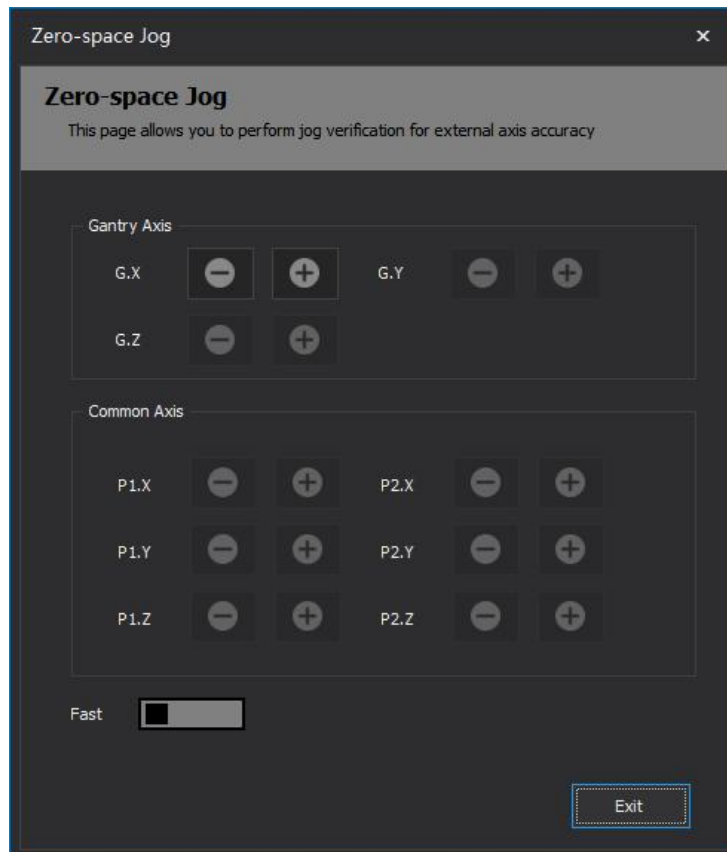 Zero-space Jog
Zero-space Jog
This page allows you to perform jog verification for external axis accuracy
Gantry Axis
G.X
G.Y
G.Z
Common Axis
P1.X
P2.X
P1.Y
P2.Y
P1.Z
P2.Z
Fast
Exit